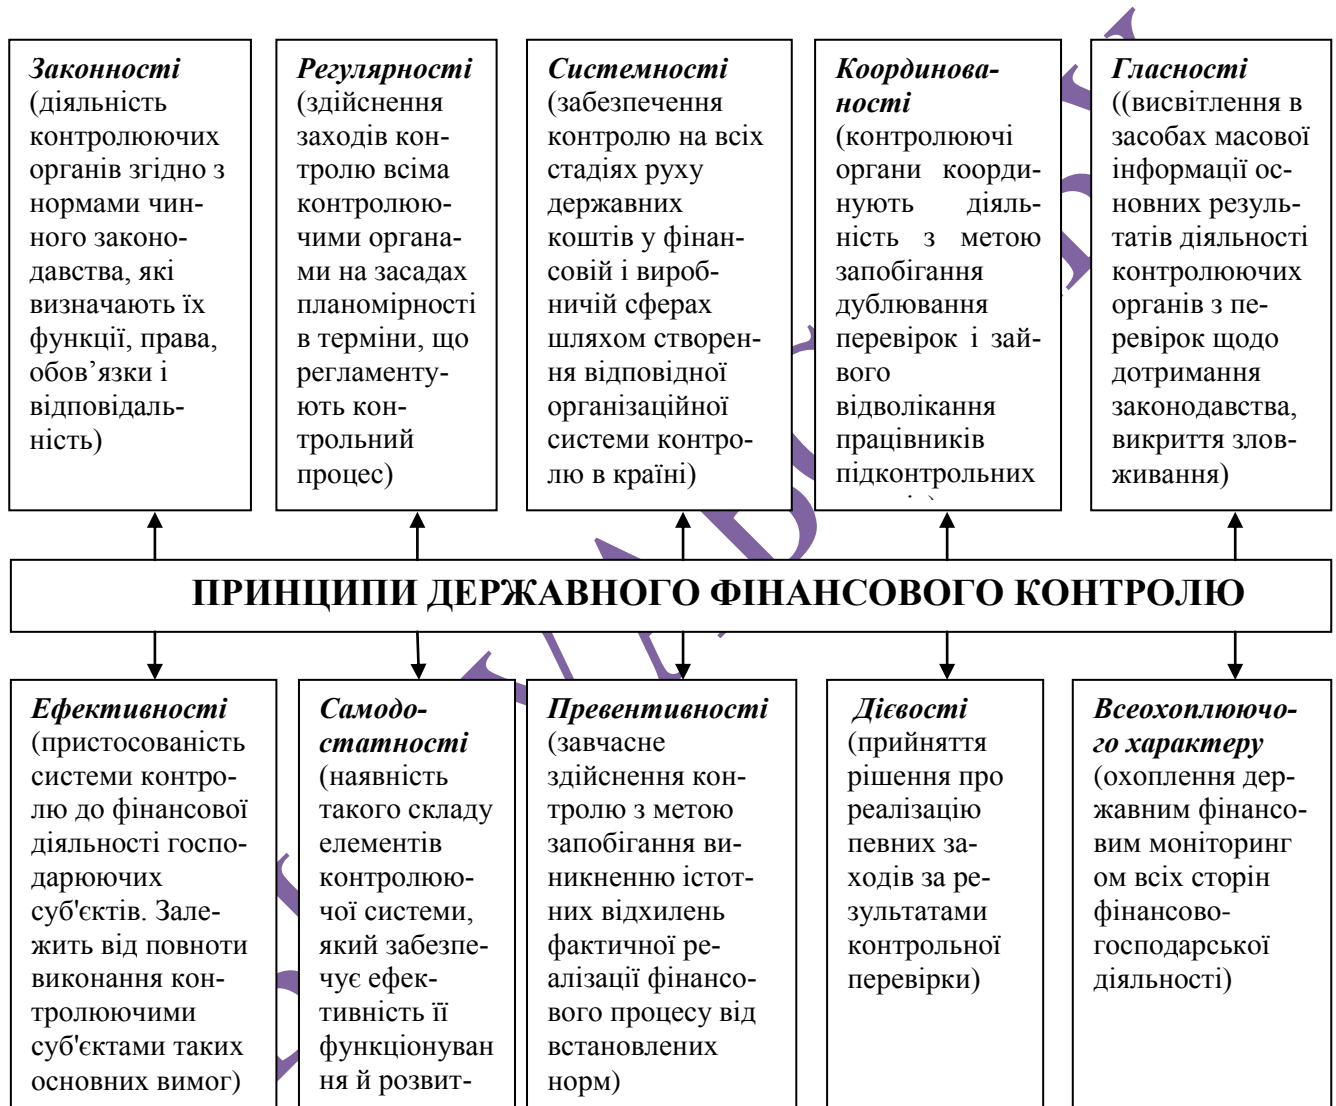 Законності
(діяльність
контролюючих
органів згідно з
нормами чин-
ного законо-
давства, які
визначають їх
функції, права,
обов’язки і
відповідаль-
ність)
Регулярності
(здійснення
заходів кон-
тролю всіма
контролюю-
чими органа-
ми на засадах
планомірності
в терміни, що
регламенту-
ють кон-
трольний
процес)
Системності
(забезпечення
контролю на всіх
стадіях руху
державних
коштів у фінан-
совій і вироб-
ничій сферах
шляхом створен-
ня відповідної
організаційної
системи контро-
лю в країні)
Координова-
ності
(контролюючі
органи коорди-
нують діяль-
ність з метою
запобігання
дублювання
перевірок і зай-
вого
відволікання
працівників
підконтрольних
Гласності
((висвітлення в
засобах масової
інформації ос-
новних резуль-
татів діяльності
контролюючих
органів з пе-
ревірок щодо
дотримання
законодавства,
викриття злов-
живання)
ПРИНЦИПИ ДЕРЖАВНОГО ФІНАНСОВОГО КОНТРОЛЮ
Ефективності
(пристосованість
системи контро-
лю до фінансової
діяльності госпо-
дарюючих
суб'єктів. Зале-
жить від повноти
виконання кон-
тролюючими
суб'єктами таких
основних вимог)
Самодо-
статності
(наявність
такого складу
елементів
контролюю-
чої системи,
який забезпе-
чує ефек-
тивність її
функціонуван
ня й розвит-
Превентивності
(завчасне
здійснення кон-
тролю з метою
запобігання ви-
никненню істот-
них відхилень
фактичної ре-
алізації фінансо-
вого процесу від
встановлених
норм)
Дієвості
(прийняття
рішення про
реалізацію
певних за-
ходів за ре-
зультатами
контрольної
перевірки)
Всеохоплюючо-
го характеру
(охоплення дер-
жавним фінансо-
вим моніторинг
ом всіх сторін
фінансово-
господарської
діяльності)